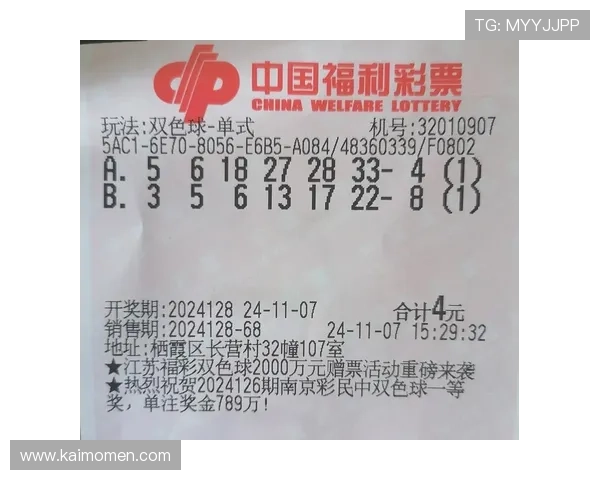 TG: MYYJJPP
中国福利彩票
CHINA WELFARE LOTTERY
玩法:双色球-单式 机号:32010907
5AC1-6E70-8056-E6B5-A084/48360339/F0802
A. 5 6 18 27 28 33- 4 (1)
B. 3 5 6 13 17 22- 8 (1)
开奖期:2024128 24-11-07 合计4元
销售期:2024128-68 24-11-07 15:29:32
地址:栖霞区长营村32幢107室
★江苏福彩双色球2000万元赠票活动重磅来袭
★热烈祝贺2024126期南京彩民中双色球一等
奖，单注奖金789万!
www.kaimomen.com